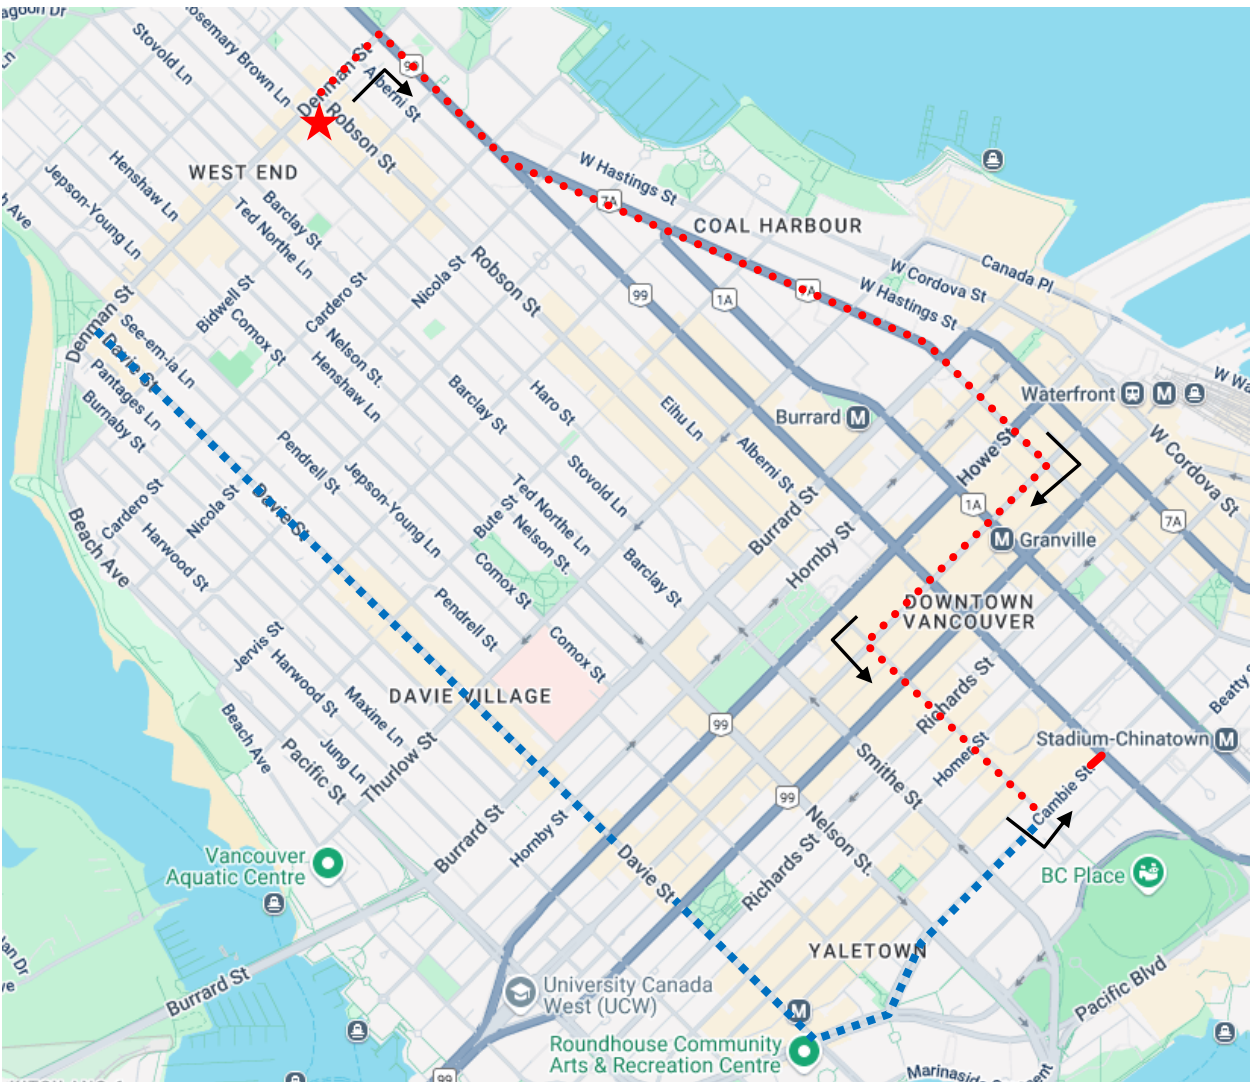 agoon Dr
Stovold Ln
Rosemary Brown Ln
Denman St
99
Alberni St
Robson St
WEST END
Henshaw Ln
Jepson-Young Ln
h Ave
Barclay St
Ted Northe Ln
W Hastings St
7A
COAL HARBOUR
W Cordova St
Canada Pl
W Hastings St
7A
Nicola St
Robson St
99
1A
Bidwell St
Cardero St
Comox St
Nelson St.
Henshaw Ln
Denman St
See-em-ia Ln
Davie St
Pantages Ln
Burnaby St
Barclay St
Haro St
Elhu Ln
Alberni St
Burrard
Waterfront
W Wa
W Cordova St
Howe St
1A
7A
Granville
Pendrell St
Jepson-Young Ln
Stovold Ln
Ted Northe Ln
Bute St
Nelson St.
Comox St
Burrard St
Hornby St
Cardero St
Nicola St
Davie St
Harwood St
Beach Ave
Pendrell St
Barclay St
Comox St
DOWNTOWN
VANCOUVER
Jervis St
Harwood St
Maxine Ln
Jung Ln
DAVIE VILLAGE
Thurlow St
99
Richards St
Homer St
Beatty S
Stadium-Chinatown
Cambie St
Smithe St
99
Nelson St.
Beach Ave
Pacific St
Burrard St
Hornby St
Davie St
Richards St
Vancouver
Aquatic Centre
BC Place
YALETOWN
Pacific Blvd
University Canada
West (UCW)
Burrard St
Roundhouse Community
Arts & Recreation Centre
Marinaside
99